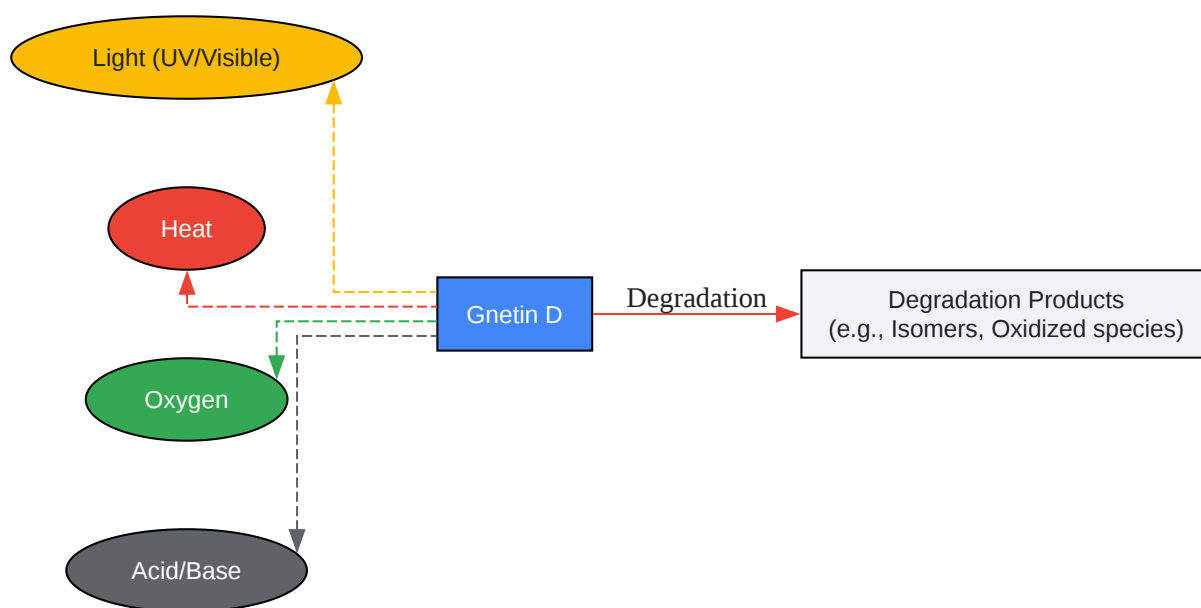 Light (UV/Visible)
Heat
Gnetin D
Degradation
Degradation Products
(e.g., Isomers, Oxidized species)
Oxygen
Acid/Base